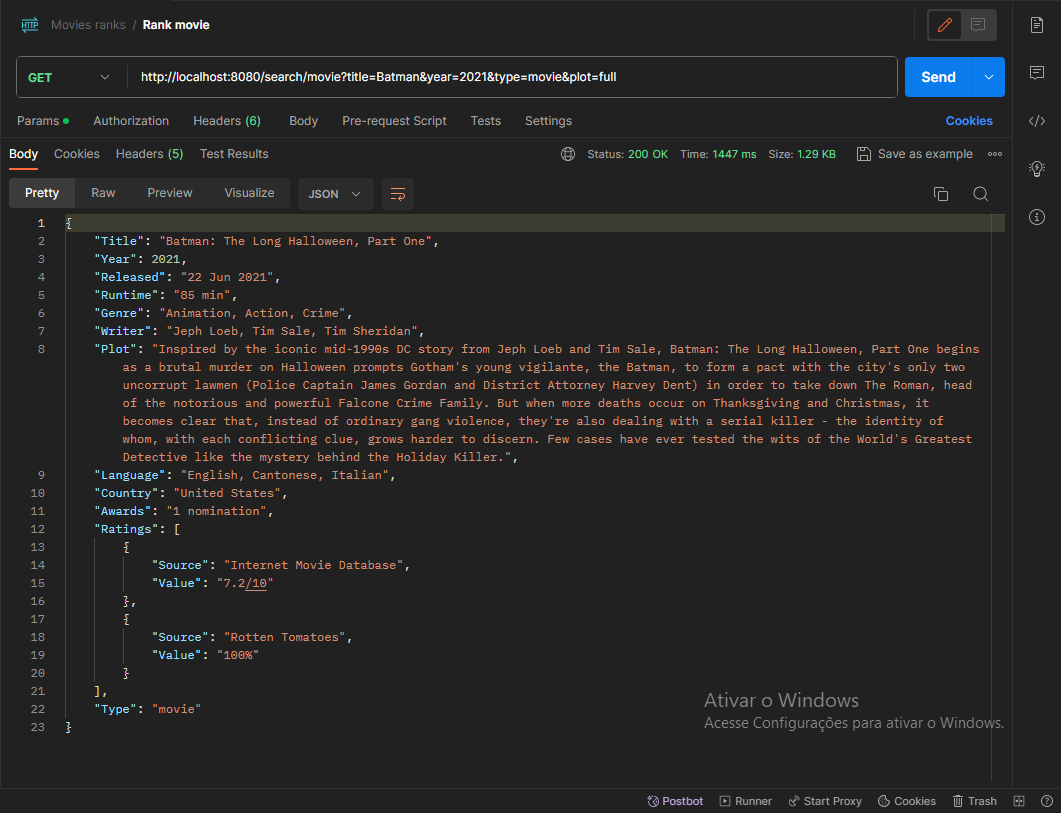 HTTP Movies ranks / Rank movie
GET http://localhost:8080/search/movie?title=Batman&year=2021&type=movie&plot=full Send
Params Authorization Headers (6) Body Pre-request Script Tests Settings Cookies
Body Cookies Headers (5) Test Results Status: 200 OK Time: 1447 ms Size: 1.29 KB Save as example
Pretty Raw Preview Visualize JSON
1 {
2 "Title": "Batman: The Long Halloween, Part One",
3 "Year": 2021,
4 "Released": "22 Jun 2021",
5 "Runtime": "85 min",
6 "Genre": "Animation, Action, Crime",
7 "Writer": "Jeph Loeb, Tim Sale, Tim Sheridan",
8 "Plot": "Inspired by the iconic mid-1990s DC story from Jeph Loeb and Tim Sale, Batman: The Long Halloween, Part One begins
as a brutal murder on Halloween prompts Gotham's young vigilante, the Batman, to form a pact with the city's only two
uncorrupt lawmen (Police Captain James Gordan and District Attorney Harvey Dent) in order to take down The Roman, head
of the notorious and powerful Falcone Crime Family. But when more deaths occur on Thanksgiving and Christmas, it
becomes clear that, instead of ordinary gang violence, they're also dealing with a serial killer - the identity of
whom, with each conflicting clue, grows harder to discern. Few cases have ever tested the wits of the World's Greatest
Detective like the mystery behind the Holiday Killer.",
9 "Language": "English, Cantonese, Italian",
10 "Country": "United States",
11 "Awards": "1 nomination",
12 "Ratings": [
13 {
14 "Source": "Internet Movie Database",
15 "Value": "7.2/10"
16 },
17 {
18 "Source": "Rotten Tomatoes",
19 "Value": "100%"
20 }
21 ],
22 "Type": "movie"
23 }
Ativar o Windows
Acesse Configurações para ativar o Windows.
Postbot Runner Start Proxy Cookies Trash